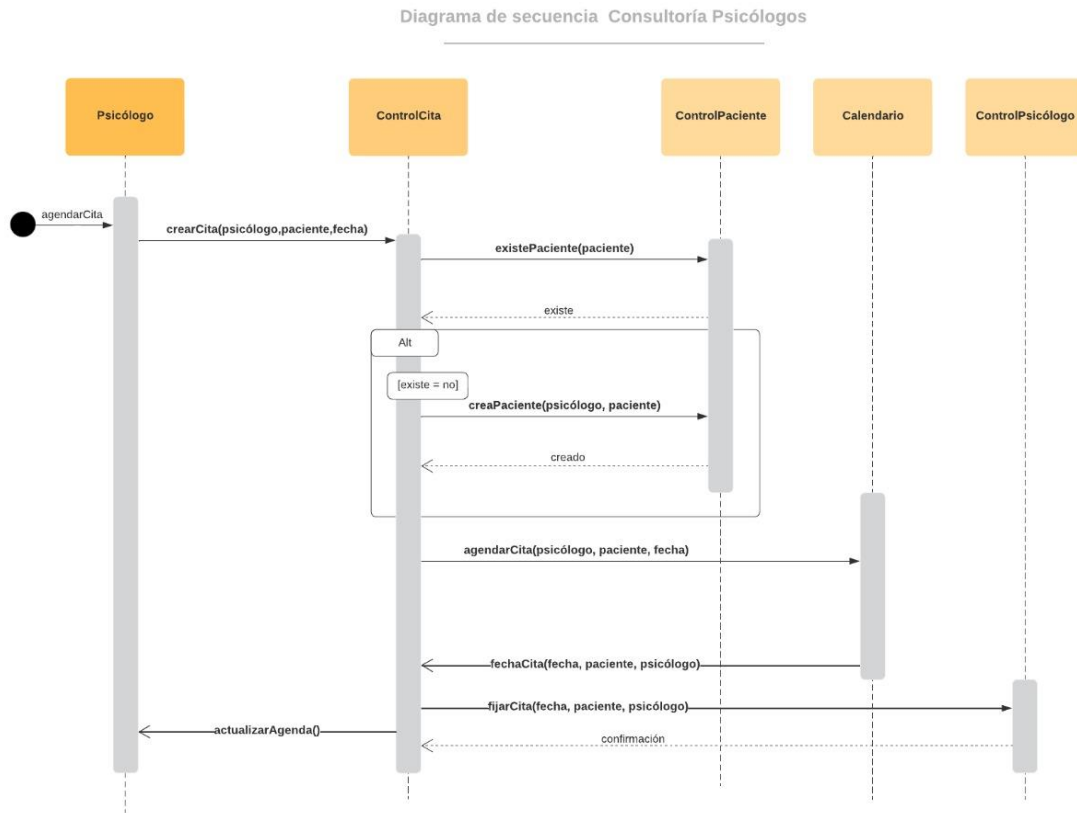 Diagrama de secuencia Consultoría Psicólogos
Psicólogo
ControlCita
ControlPaciente
Calendario
ControlPsicólogo
agendarCita
crearCita(psicólogo,paciente,fecha)
existePaciente(paciente)
existe
Alt
[existe = no]
creaPaciente(psicólogo, paciente)
creado
agendarCita(psicólogo, paciente, fecha)
fechaCita(fecha, paciente, psicólogo)
fijarCita(fecha, paciente, psicólogo)
actualizarAgenda()
confirmación